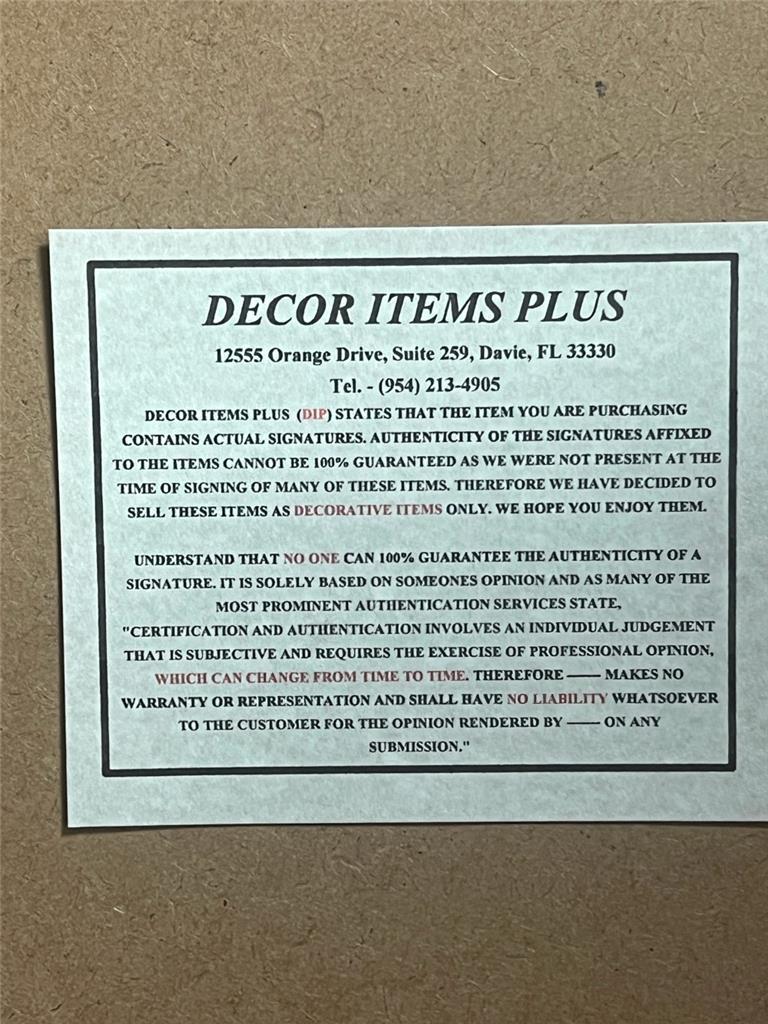 DECOR ITEMS PLUS
12555 Orange Drive, Suite 259, Davie, FL 33330
Tel. - (954) 213-4905
DECOR ITEMS PLUS (DIP) STATES THAT THE ITEM YOU ARE PURCHASING
CONTAINS ACTUAL SIGNATURES. AUTHENTICITY OF THE SIGNATURES AFFIXED
TO THE ITEMS CANNOT BE 100% GUARANTEED AS WE WERE NOT PRESENT AT THE
TIME OF SIGNING OF MANY OF THESE ITEMS. THEREFORE WE HAVE DECIDED TO
SELL THESE ITEMS AS DECORATIVE ITEMS ONLY. WE HOPE YOU ENJOY THEM.
UNDERSTAND THAT NO ONE CAN 100% GUARANTEE THE AUTHENTICITY OF A
SIGNATURE. IT IS SOLELY BASED ON SOMEONES OPINION AND AS MANY OF THE
MOST PROMINENT AUTHENTICATION SERVICES STATE,
"CERTIFICATION AND AUTHENTICATION INVOLVES AN INDIVIDUAL JUDGEMENT
THAT IS SUBJECTIVE AND REQUIRES THE EXERCISE OF PROFESSIONAL OPINION,
WHICH CAN CHANGE FROM TIME TO TIME. THEREFORE —— MAKES NO
WARRANTY OR REPRESENTATION AND SHALL HAVE NO LIABILITY WHATSOEVER
TO THE CUSTOMER FOR THE OPINION RENDERED BY —— ON ANY
SUBMISSION."